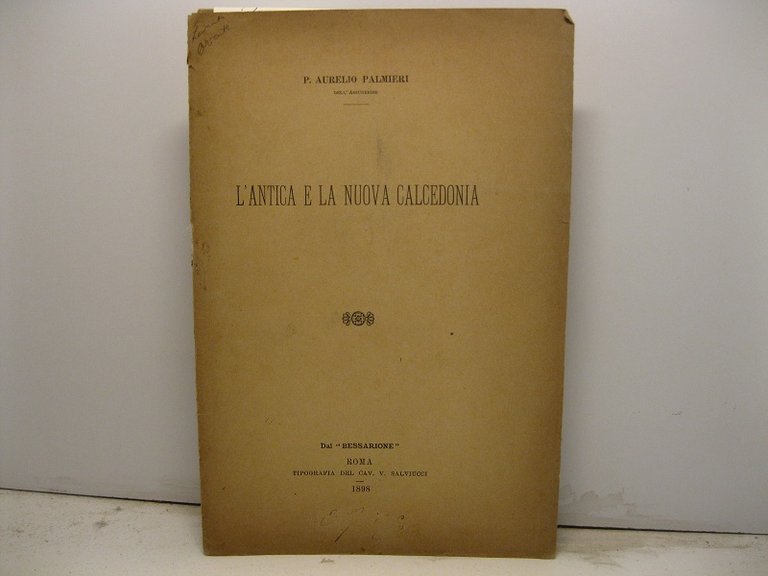 P. AURELIO PALMIERI
DELL'ASSUNZIONE
L'ANTICA E LA NUOVA CALCEDONIA
Dal "BESSARIONE"
ROMA
TIPOGRAFIA DEL CAV. V. SALVIUCCI
1898